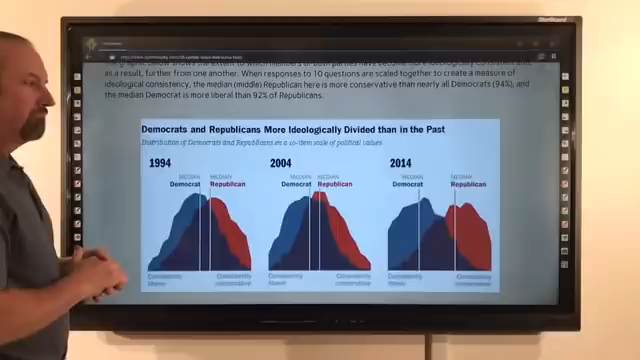 as a result, further from one another. When responses to 10 questions are scaled together to create a measure of
ideological consistency, the median (middle) Republican here is more conservative than nearly all Democrats (94%), and
the median Democrat is more liberal than 92% of Republicans.
Democrats and Republicans More Ideologically Divided than in the Past
Distribution of Democrats and Republicans on a 10-item scale of political values
1994
2004
2014
MEDIAN Democrat
MEDIAN Republican
MEDIAN Democrat
MEDIAN Republican
MEDIAN Democrat
MEDIAN Republican
Consistently liberal
Consistently conservative
Consistently liberal
Consistently conservative
Consistently liberal
Consistently conservative